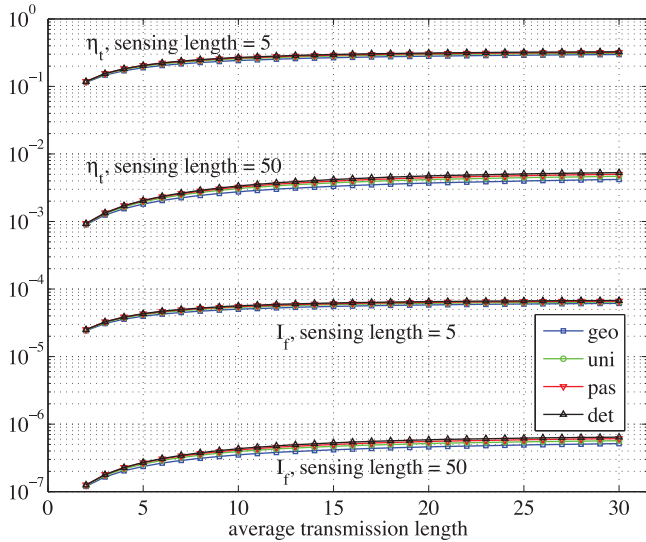 10^0
η_t, sensing length = 5
10^-1
10^-2
η_t, sensing length = 50
10^-3
10^-4
I_f, sensing length = 5
10^-5
geo
uni
pas
det
10^-6
I_f, sensing length = 50
10^-7
0 5 10 15 20 25 30
average transmission length